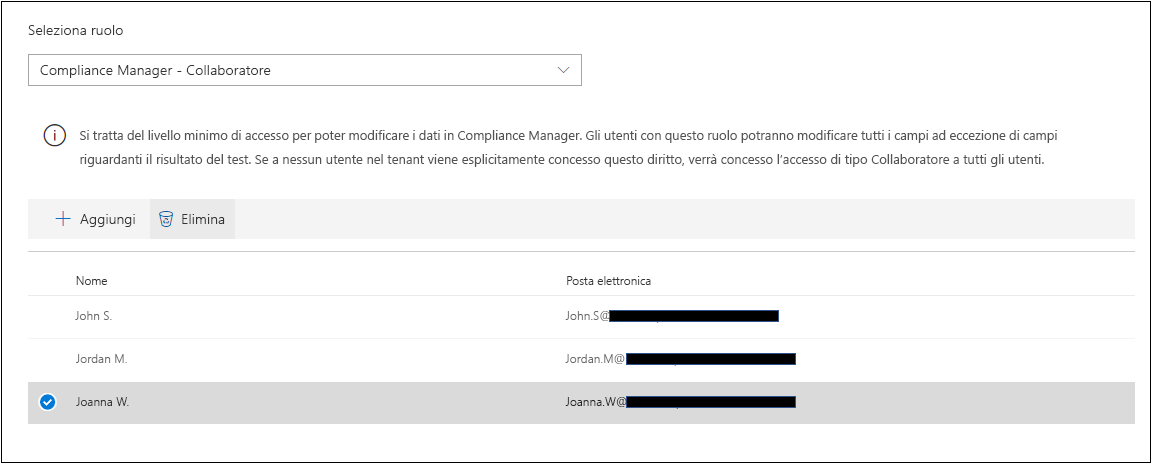 Seleziona ruolo
Compliance Manager - Collaboratore
Si tratta del livello minimo di accesso per poter modificare i dati in Compliance Manager. Gli utenti con questo ruolo potranno modificare tutti i campi ad eccezione di campi
riguardanti il risultato del test. Se a nessun utente nel tenant viene esplicitamente concesso questo diritto, verrà concesso l'accesso di tipo Collaboratore a tutti gli utenti.
Aggiungi Elimina
Nome Posta elettronica
John S. John.S@
Jordan M. Jordan.M@
Joanna W. Joanna.W@